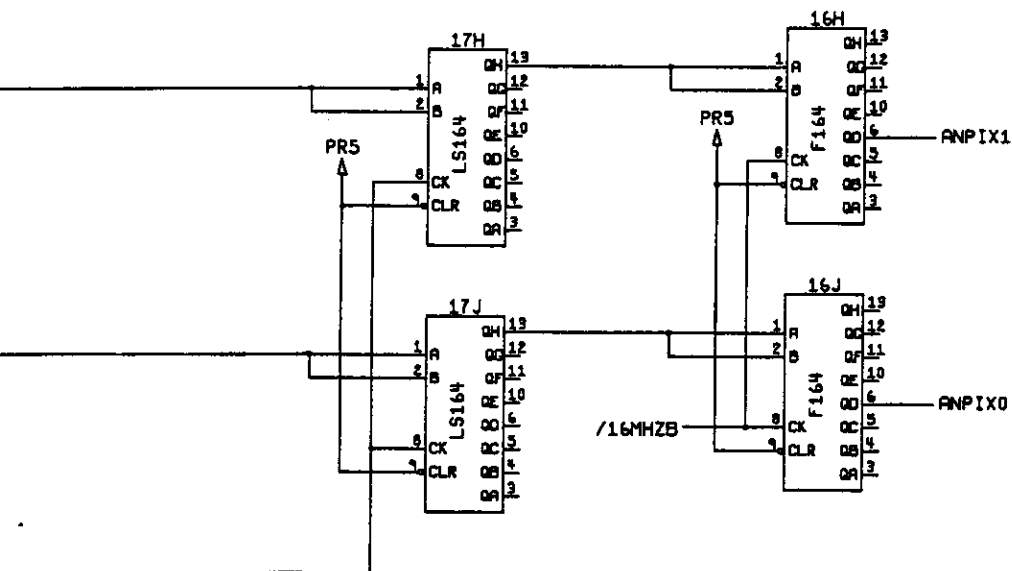 16H
17H
1 A QH 13
2 B QG 12
QF 11
QE 10
QD 6 ANPIX1
8 CK QC 5
9 CLR QB 4
QA 3
F164
PR5
1 A QH 13
2 B QG 12
QF 11
QE 10
QD 6
8 CK QC 5
9 CLR QB 4
QA 3
LS164
PR5
16J
17J
1 A QH 13
2 B QG 12
QF 11
QE 10
QD 6 ANPIX0
/16MHZB 8 CK QC 5
9 CLR QB 4
QA 3
F164
1 A QH 13
2 B QG 12
QF 11
QE 10
QD 6
8 CK QC 5
9 CLR QB 4
QA 3
LS164